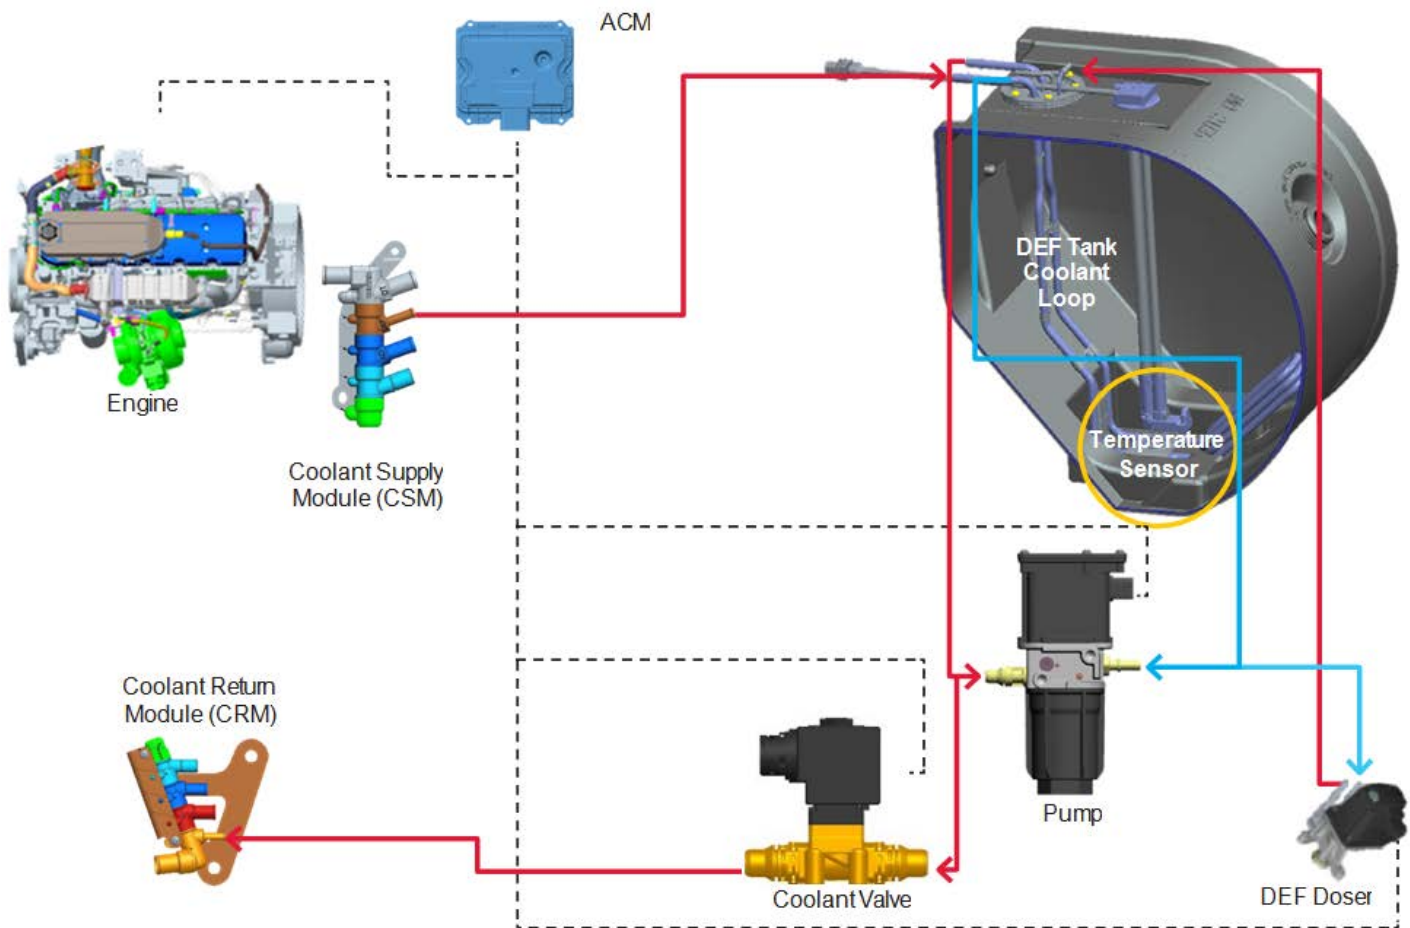 ACM
Engine
Coolant Supply
Module (CSM)
DEF Tank
Coolant
Loop
Temperature
Sensor
Coolant Return
Module (CRM)
Coolant Valve
Pump
DEF Doser